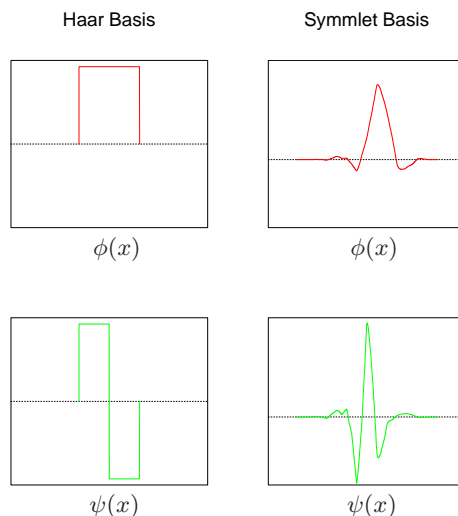 Haar Basis
Symmlet Basis
ϕ(x)
ϕ(x)
ψ(x)
ψ(x)